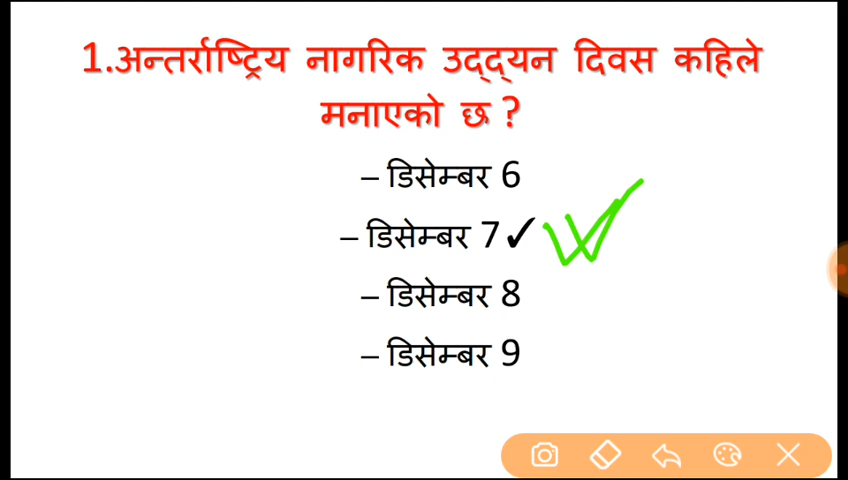 1.अन्तर्राष्ट्रिय नागरिक उद्द्यन दिवस कहिले
मनाएको छ ?
– डिसेम्बर 6
– डिसेम्बर 7✓
– डिसेम्बर 8
– डिसेम्बर 9